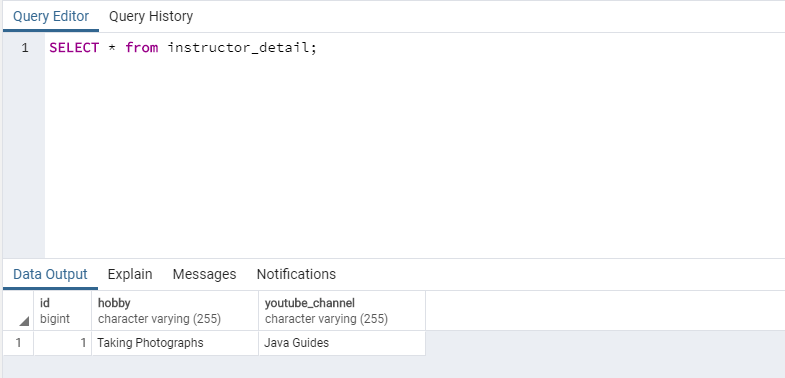 Query Editor Query History
1 SELECT * from instructor_detail;
Data Output Explain Messages Notifications
id hobby youtube_channel
bigint character varying (255) character varying (255)
1 1 Taking Photographs Java Guides